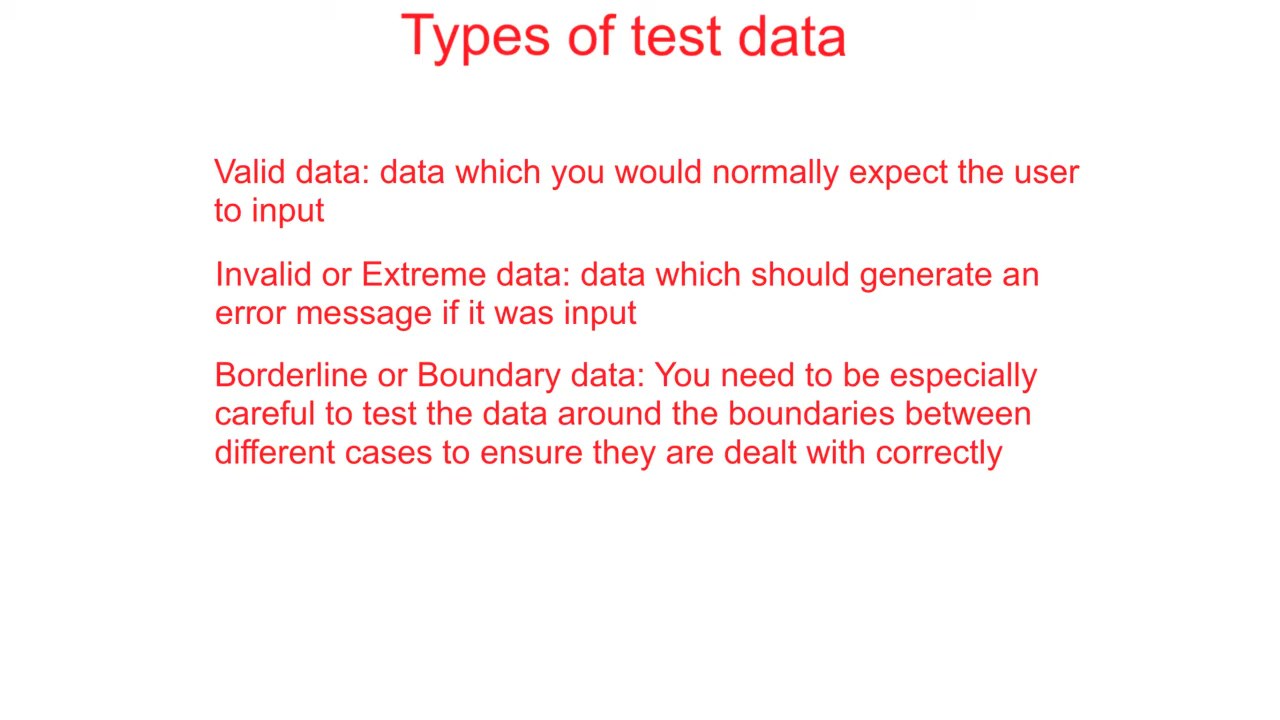 Types of test data
Valid data: data which you would normally expect the user
to input
Invalid or Extreme data: data which should generate an
error message if it was input
Borderline or Boundary data: You need to be especially
careful to test the data around the boundaries between
different cases to ensure they are dealt with correctly